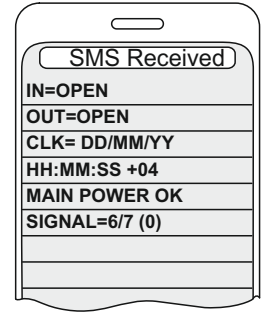 SMS Received
IN=OPEN
OUT=OPEN
CLK= DD/MM/YY
HH:MM:SS +04
MAIN POWER OK
SIGNAL=6/7 (0)